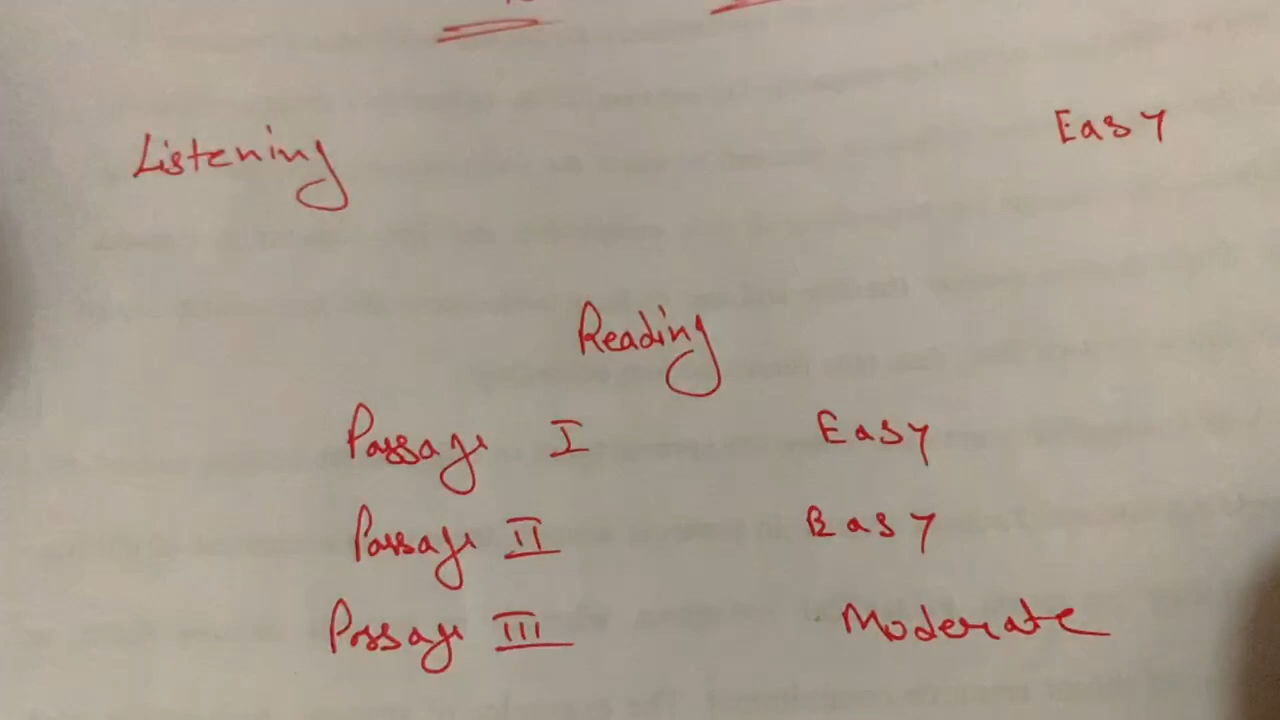 Listening Easy
Reading
Passage I Easy
Passage II Easy
Passage III Moderate